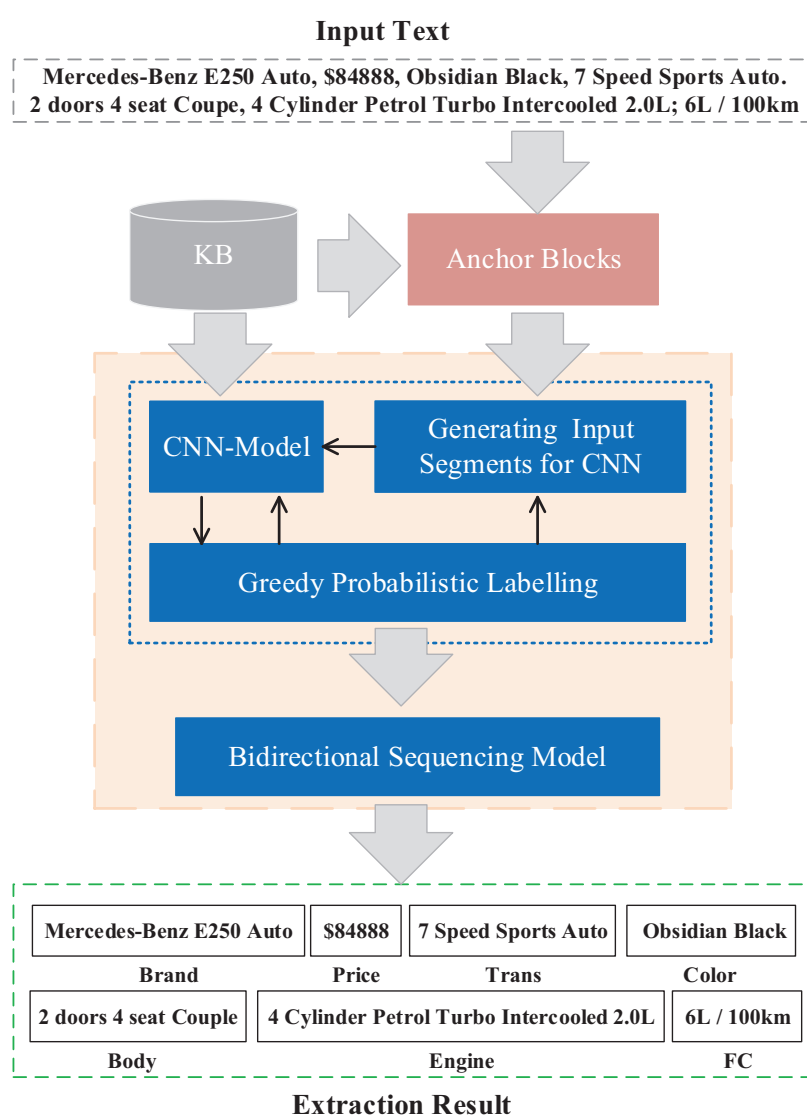 Input Text
Mercedes-Benz E250 Auto, $84888, Obsidian Black, 7 Speed Sports Auto.
2 doors 4 seat Coupe, 4 Cylinder Petrol Turbo Intercooled 2.0L; 6L / 100km
KB
Anchor Blocks
CNN-Model
Generating Input
Segments for CNN
Greedy Probabilistic Labelling
Bidirectional Sequencing Model
Mercedes-Benz E250 Auto $84888 7 Speed Sports Auto Obsidian Black
Brand Price Trans Color
2 doors 4 seat Couple 4 Cylinder Petrol Turbo Intercooled 2.0L 6L / 100km
Body Engine FC
Extraction Result